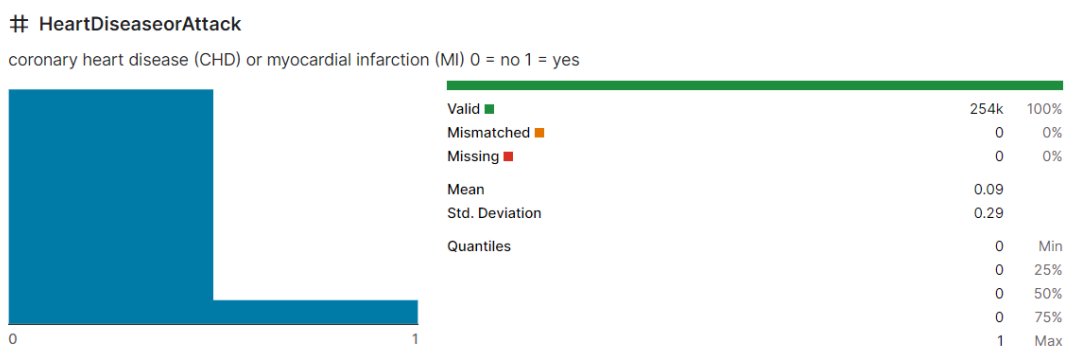 # HeartDiseaseorAttack
coronary heart disease (CHD) or myocardial infarction (MI) 0 = no 1 = yes
0 1
Valid 254k 100%
Mismatched 0 0%
Missing 0 0%
Mean 0.09
Std. Deviation 0.29
Quantiles 0 Min
0 25%
0 50%
0 75%
1 Max